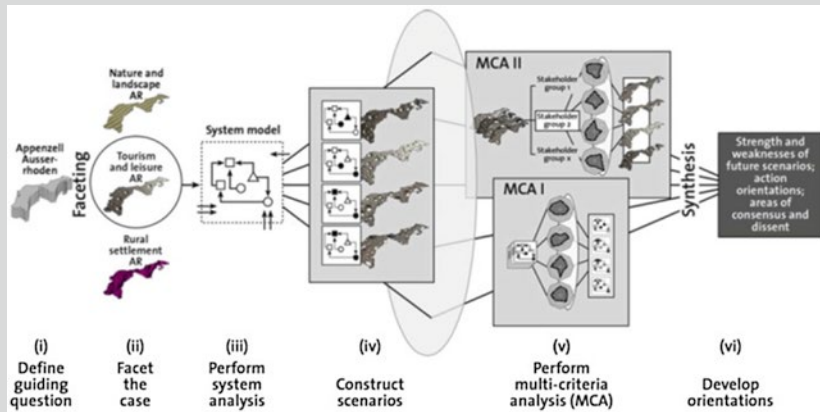 Nature and
landscape
AR
Appenzell
Ausser-
rhoden
Faceting
Tourism
and leisure
AR
Rural
settlement
AR
System model
MCA II
Stakeholder
group 1
Stakeholder
group 2
Stakeholder
group x
MCA I
Synthesis
Strength and
weaknesses of
future scenarios;
action
orientations;
areas of
consensus and
dissent
(i)
Define
guiding
question
(ii)
Facet
the
case
(iii)
Perform
system
analysis
(iv)
Construct
scenarios
(v)
Perform
multi-criteria
analysis (MCA)
(vi)
Develop
orientations